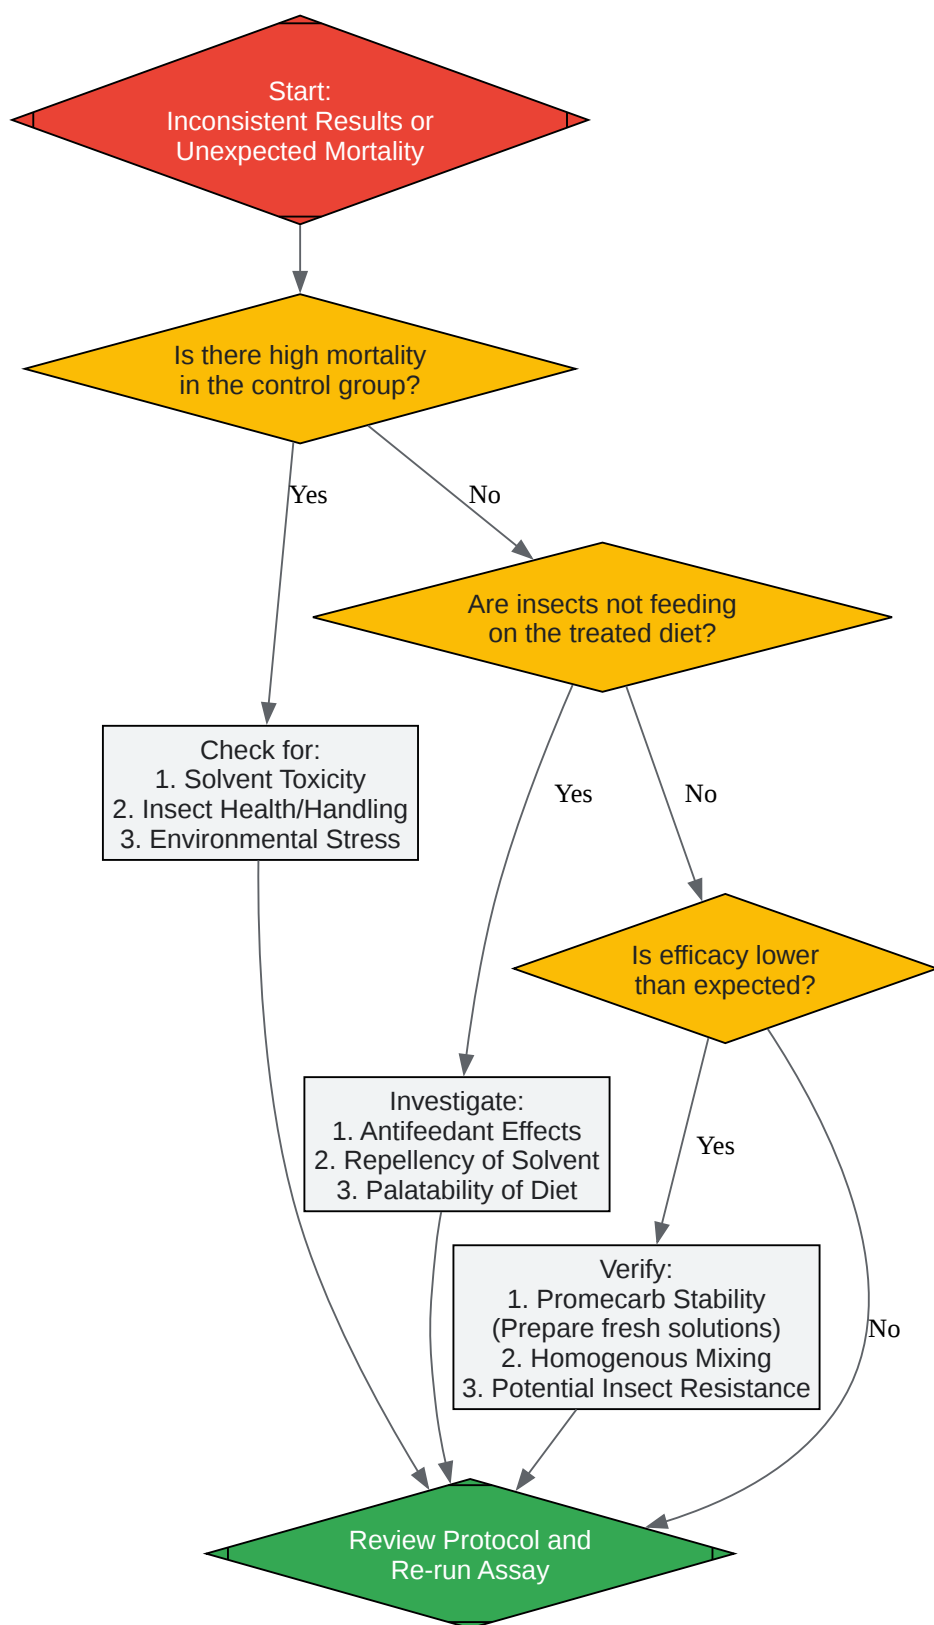 Start:
Inconsistent Results or
Unexpected Mortality
Is there high mortality
in the control group?
Yes
No
Are insects not feeding
on the treated diet?
Check for:
1. Solvent Toxicity
2. Insect Health/Handling
3. Environmental Stress
Yes
No
Is efficacy lower
than expected?
Investigate:
1. Antifeedant Effects
2. Repellency of Solvent
3. Palatability of Diet
Yes
Verify:
1. Promecarb Stability
(Prepare fresh solutions)
2. Homogenous Mixing
3. Potential Insect Resistance
No
Review Protocol and
Re-run Assay